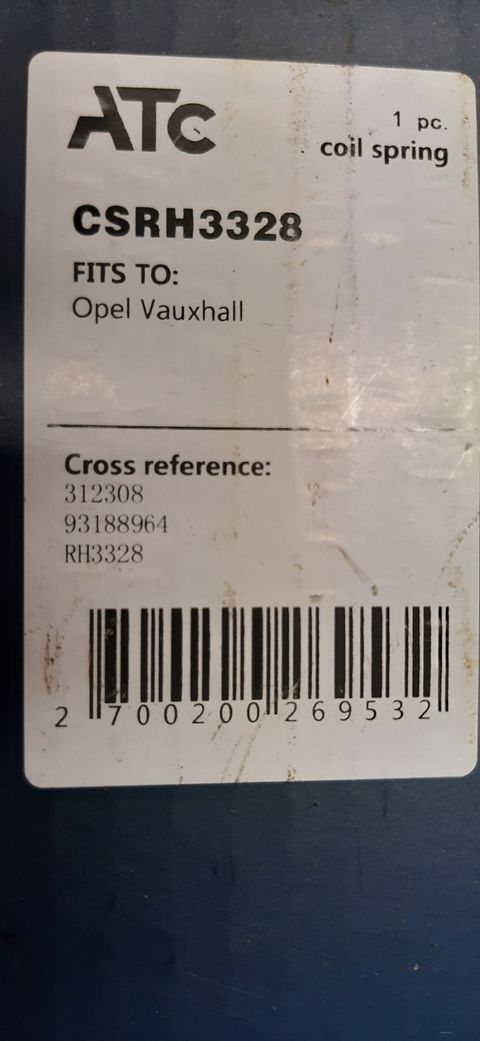 ATC
1 pc.
coil spring
CSRH3328
FITS TO:
Opel Vauxhall
Cross reference:
312308
93188964
RH3328
2 700200 269532